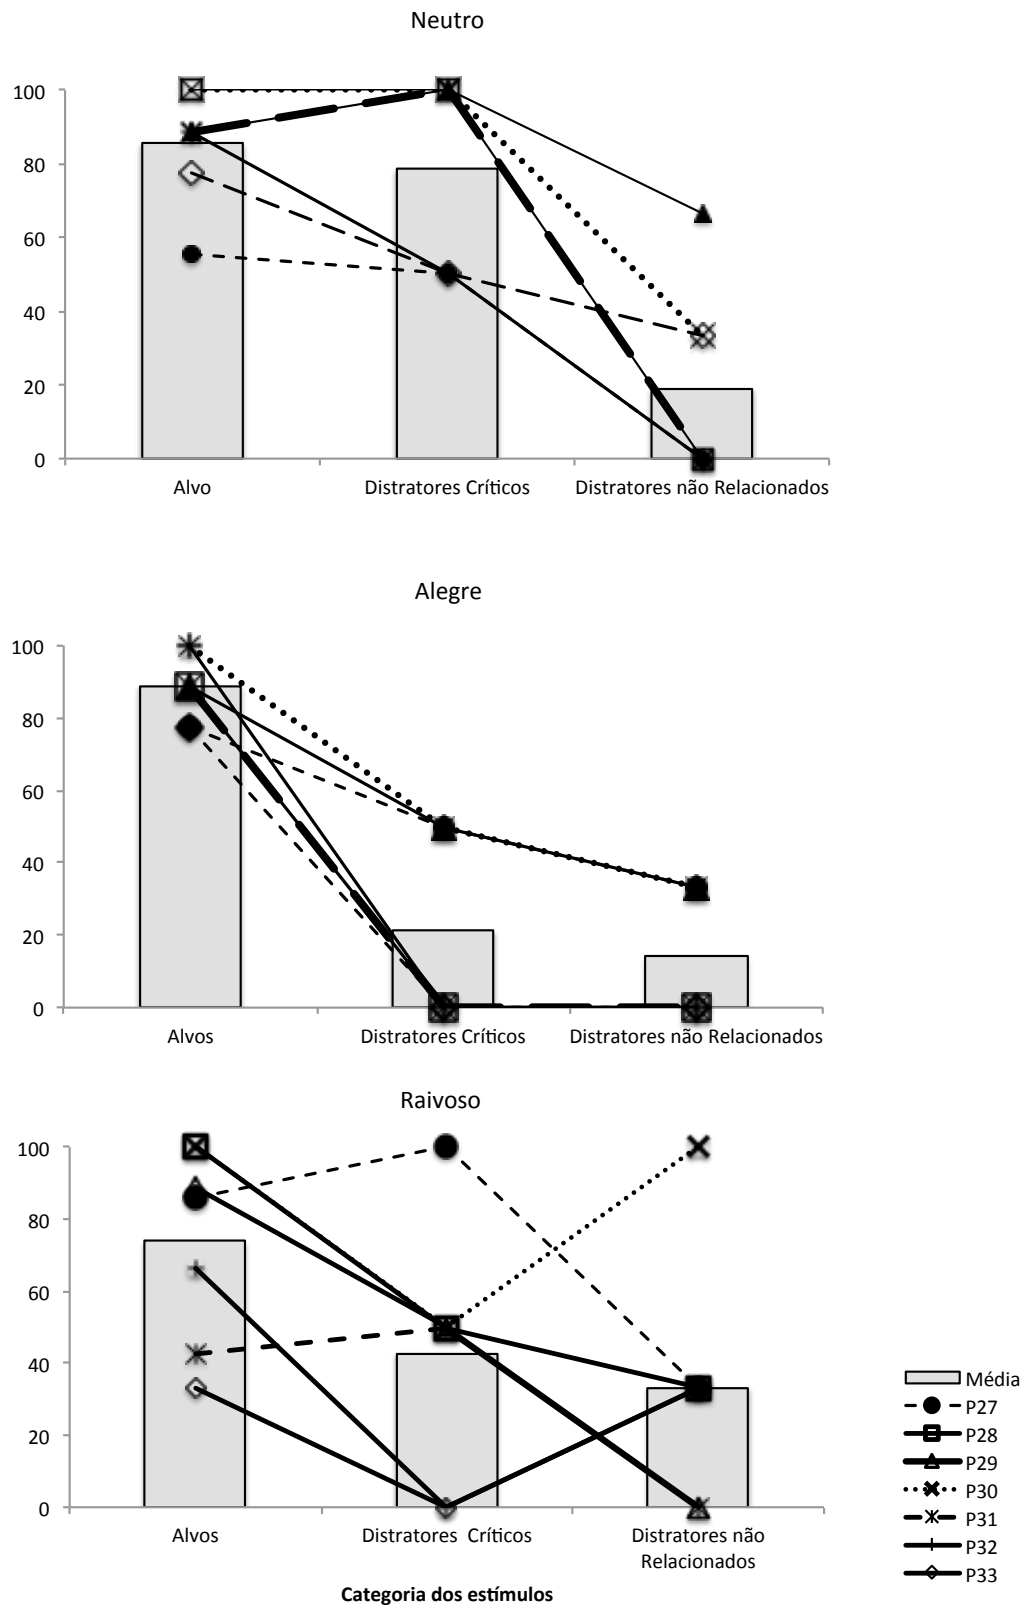 Neutro
100
80
60
40
20
0
Alvo
Distratores Críticos
Distratores não Relacionados
Alegre
100
80
60
40
20
0
Alvos
Distratores Críticos
Distratores não Relacionados
Raivoso
100
80
60
40
20
0
Alvos
Distratores Críticos
Distratores não
Relacionados
Categoria dos estímulos
Média
P27
P28
P29
P30
P31
P32
P33